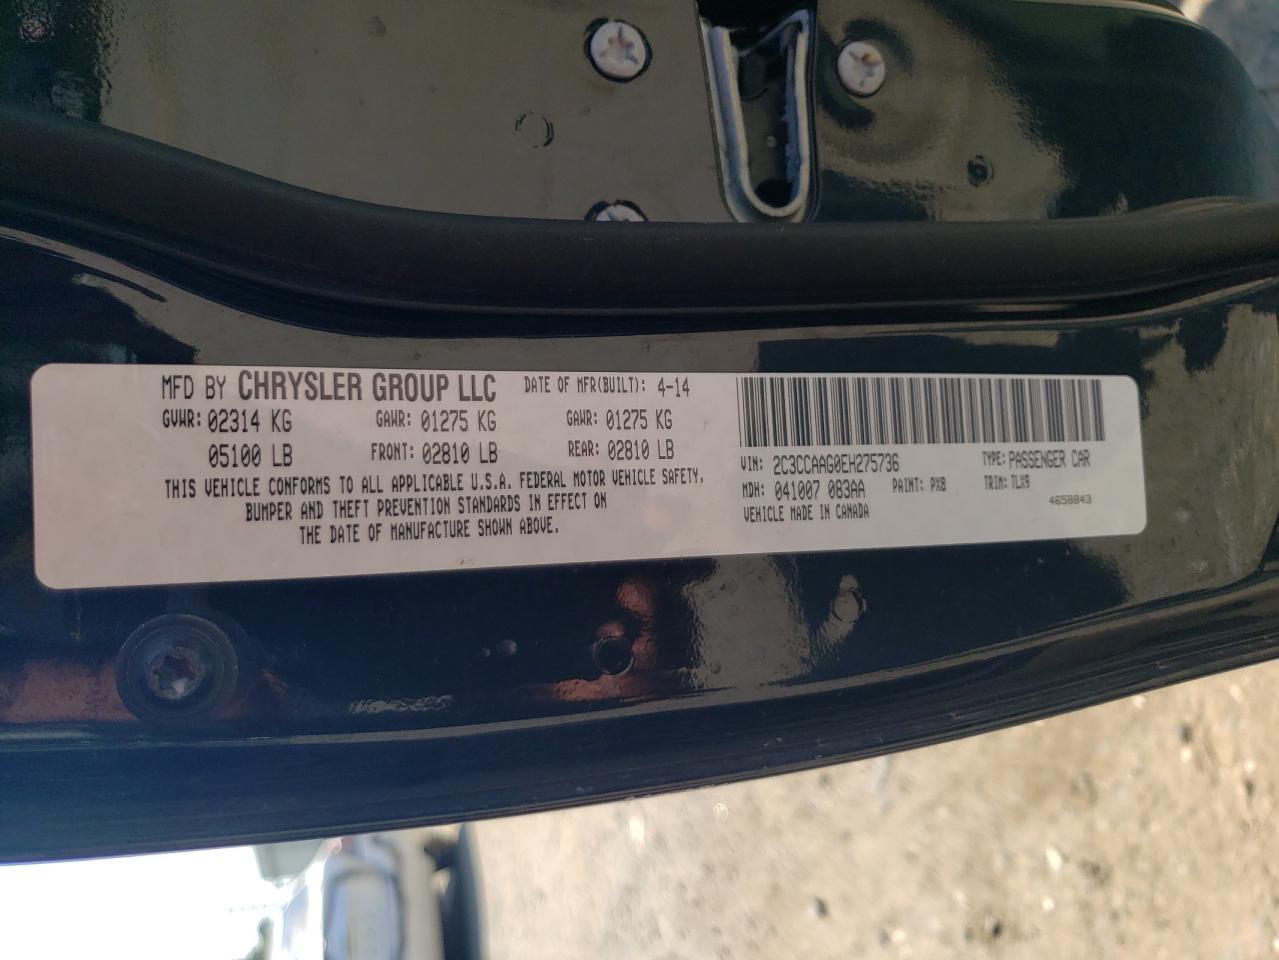 MFD BY CHRYSLER GROUP LLC DATE OF MFR(BUILT): 4-14
GVWR: 02314 KG GAWR: 01275 KG GAWR: 01275 KG
05100 LB FRONT: 02810 LB REAR: 02810 LB
THIS VEHICLE CONFORMS TO ALL APPLICABLE U.S.A. FEDERAL MOTOR VEHICLE SAFETY,
BUMPER AND THEFT PREVENTION STANDARDS IN EFFECT ON
THE DATE OF MANUFACTURE SHOWN ABOVE.
VIN: 2C3CCAAG0EH275736 TYPE: PASSENGER CAR
MDH: 041007 083AA PAINT: PX8 TRIM: TLX9
VEHICLE MADE IN CANADA 4658843